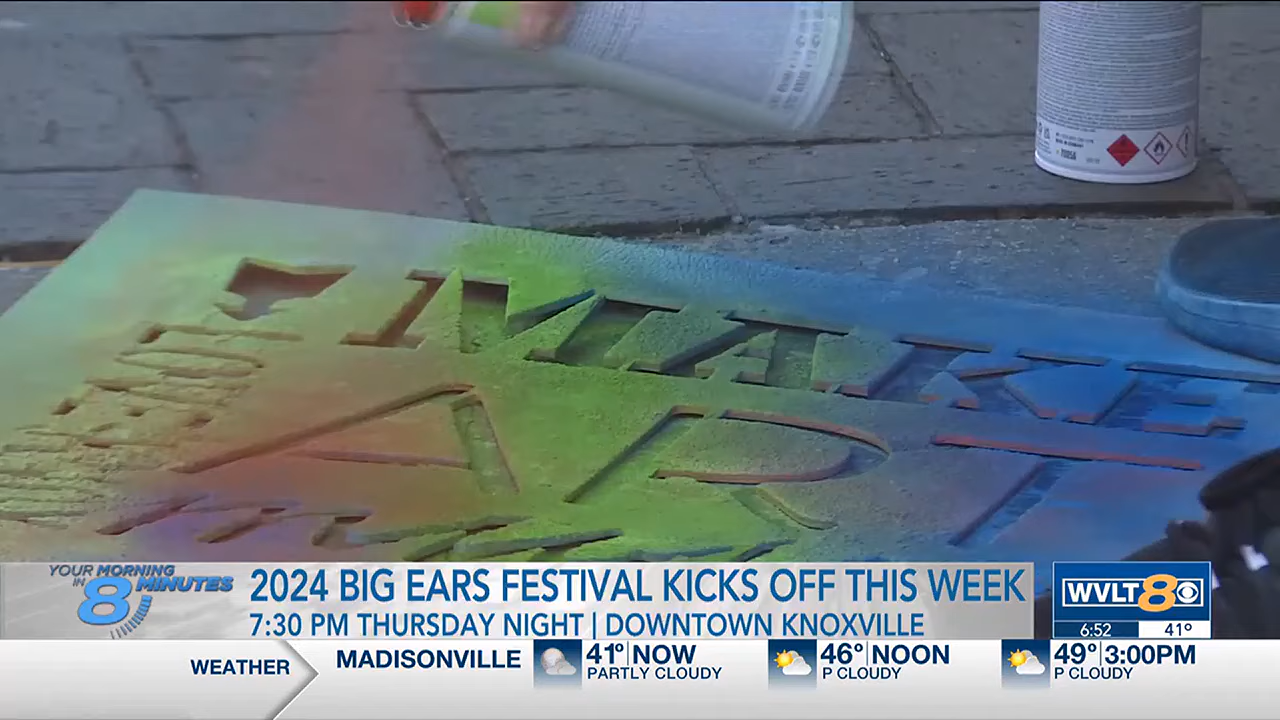 MAKE
ART
YOUR MORNING
IN 8 MINUTES
2024 BIG EARS FESTIVAL KICKS OFF THIS WEEK
7:30 PM THURSDAY NIGHT | DOWNTOWN KNOXVILLE
WVLT 8
6:52 41°
WEATHER
MADISONVILLE
41° NOW
PARTLY CLOUDY
46° NOON
P CLOUDY
49° 3:00PM
P CLOUDY